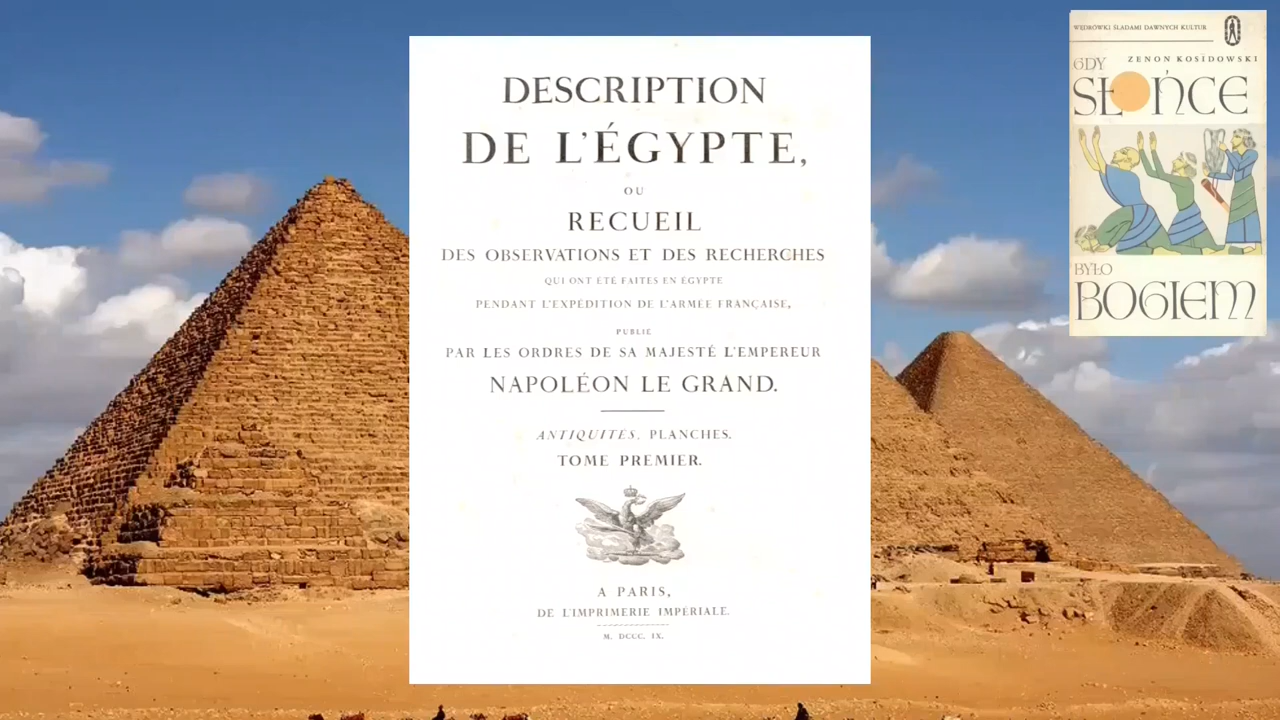 DESCRIPTION
DE L'ÉGYPTE,
OU
RECUEIL
DES OBSERVATIONS ET DES RECHERCHES
QUI ONT ÉTÉ FAITES EN ÉGYPTE
PENDANT L'EXPÉDITION DE L'ARMÉE FRANÇAISE,
PUBLIÉ
PAR LES ORDRES DE SA MAJESTÉ L'EMPEREUR
NAPOLÉON LE GRAND.
ANTIQUITÉS, PLANCHES.
TOME PREMIER.
A PARIS,
DE L'IMPRIMERIE IMPÉRIALE.
M. DCCC. IX.
WĘDRÓWKI ŚLADAMI DAWNYCH KULTUR
ZENON KOSIDOWSKI
GDY
SŁOŃCE
BYŁO
BOGIEM